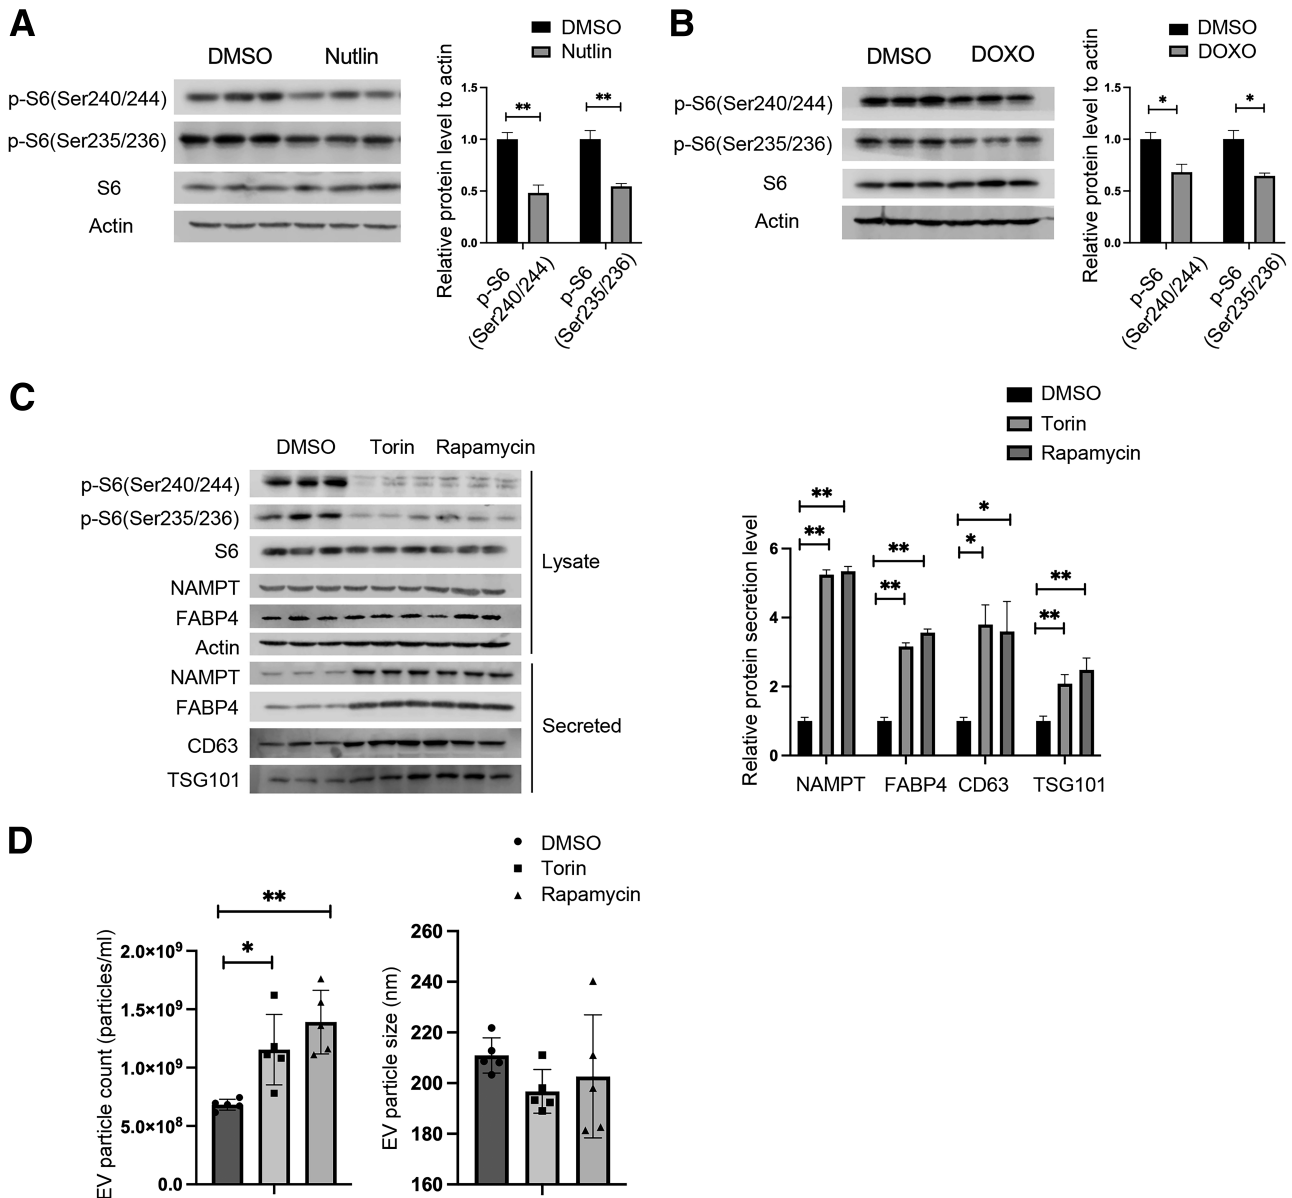 A
DMSO
Nutlin
DMSO Nutlin
p-S6(Ser240/244)
p-S6(Ser235/236)
S6
Actin
Relative protein level to actin
1.5
1.0
0.5
0.0
** **
p-S6
(Ser240/244)
p-S6
(Ser235/236)
B
DMSO
DOXO
DMSO DOXO
p-S6(Ser240/244)
p-S6(Ser235/236)
S6
Actin
Relative protein level to actin
1.5
1.0
0.5
0.0
* *
p-S6
(Ser240/244)
p-S6
(Ser235/236)
C
DMSO Torin Rapamycin
p-S6(Ser240/244)
p-S6(Ser235/236)
S6
NAMPT
FABP4
Actin
Lysate
NAMPT
FABP4
CD63
TSG101
Secreted
DMSO
Torin
Rapamycin
Relative protein secretion level
6
4
2
0
** ** * **
** ** * **
NAMPT FABP4 CD63 TSG101
D
DMSO
Torin
Rapamycin
EV particle count (particles/ml)
2.0×10⁹
1.5×10⁹
1.0×10⁹
5.0×10⁸
0.0
**
*
EV particle size (nm)
260
240
220
200
180
160